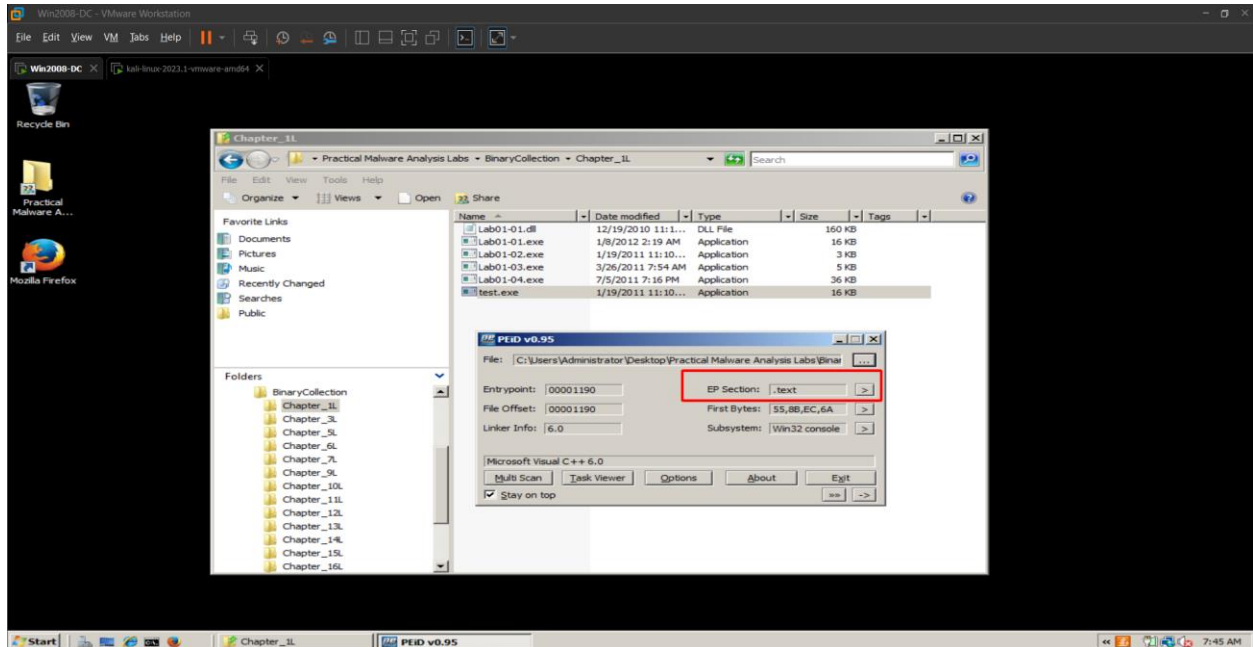 Win2008-DC - VMware Workstation
File Edit View VM Tabs Help
Win2008-DC kali-linux-2023.1-vmware-amd64
Recycle Bin
Practical
Malware A...
Mozilla Firefox
Chapter_1L
Practical Malware Analysis Labs BinaryCollection Chapter_1L Search
File Edit View Tools Help
Organize Views Open Share
Favorite Links
Documents
Pictures
Music
Recently Changed
Searches
Public
Folders
BinaryCollection
Chapter_1L
Chapter_3L
Chapter_5L
Chapter_6L
Chapter_7L
Chapter_9L
Chapter_10L
Chapter_11L
Chapter_12L
Chapter_13L
Chapter_14L
Chapter_15L
Chapter_16L
Name Date modified Type Size Tags
Lab01-01.dll 12/19/2010 11:1... DLL File 160 KB
Lab01-01.exe 1/8/2012 2:19 AM Application 16 KB
Lab01-02.exe 1/19/2011 11:10... Application 3 KB
Lab01-03.exe 3/26/2011 7:54 AM Application 5 KB
Lab01-04.exe 7/5/2011 7:16 PM Application 36 KB
test.exe 1/19/2011 11:10... Application 16 KB
PEiD v0.95
File: C:\Users\Administrator\Desktop\Practical Malware Analysis Labs\Binar ...
Entrypoint: 00001190 EP Section: .text >
File Offset: 00001190 First Bytes: 55,8B,EC,6A >
Linker Info: 6.0 Subsystem: Win32 console >
Microsoft Visual C++ 6.0
Multi Scan Task Viewer Options About Exit
Stay on top »» ->
Start Chapter_1L PEiD v0.95 « 7:45 AM